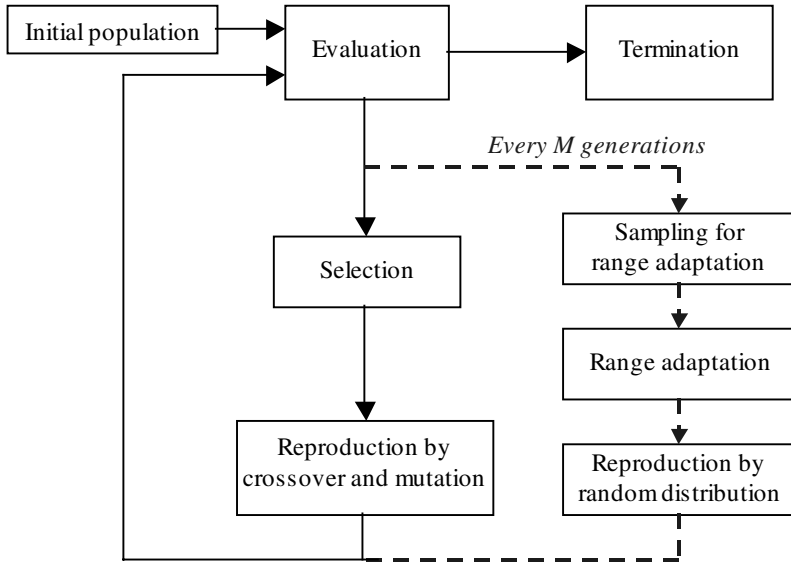 Initial population
Evaluation
Termination
Every M generations
Sampling for
range adaptation
Selection
Range adaptation
Reproduction by
crossover and mutation
Reproduction by
random distribution